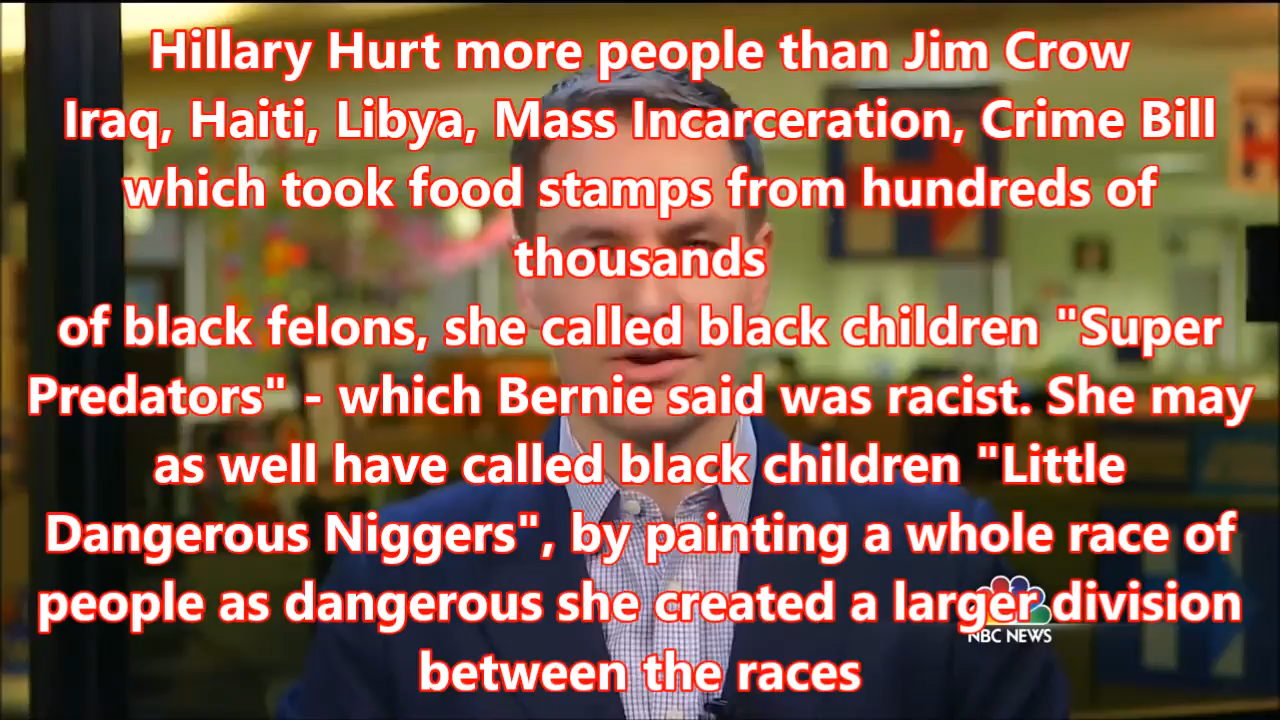 Hillary Hurt more people than Jim Crow
Iraq, Haiti, Libya, Mass Incarceration, Crime Bill
which took food stamps from hundreds of
thousands
of black felons, she called black children "Super
Predators" - which Bernie said was racist. She may
as well have called black children "Little
Dangerous Niggers", by painting a whole race of
people as dangerous she created a larger division
between the races
NBC NEWS